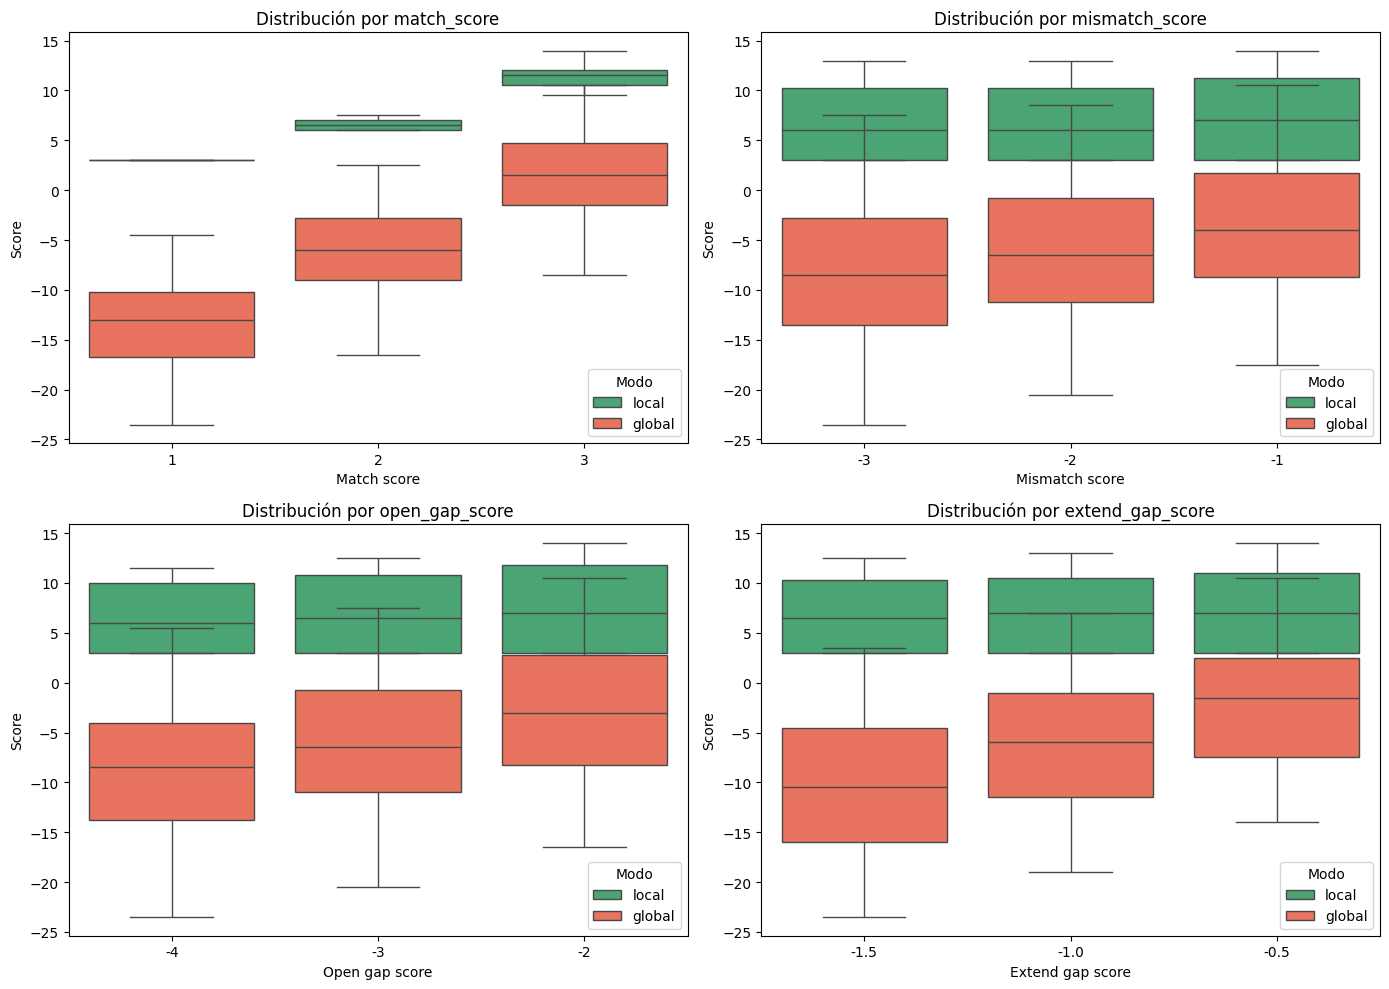 Distribución por match_score
15
10
5
0
−5
−10
−15
−20
−25
Score
1
2
3
Match score
Modo
local
global
Distribución por mismatch_score
15
10
5
0
−5
−10
−15
−20
−25
Score
-3
-2
-1
Mismatch score
Modo
local
global
Distribución por open_gap_score
15
10
5
0
−5
−10
−15
−20
−25
Score
-4
-3
-2
Open gap score
Modo
local
global
Distribución por extend_gap_score
15
10
5
0
−5
−10
−15
−20
−25
Score
-1.5
-1.0
-0.5
Extend gap score
Modo
local
global